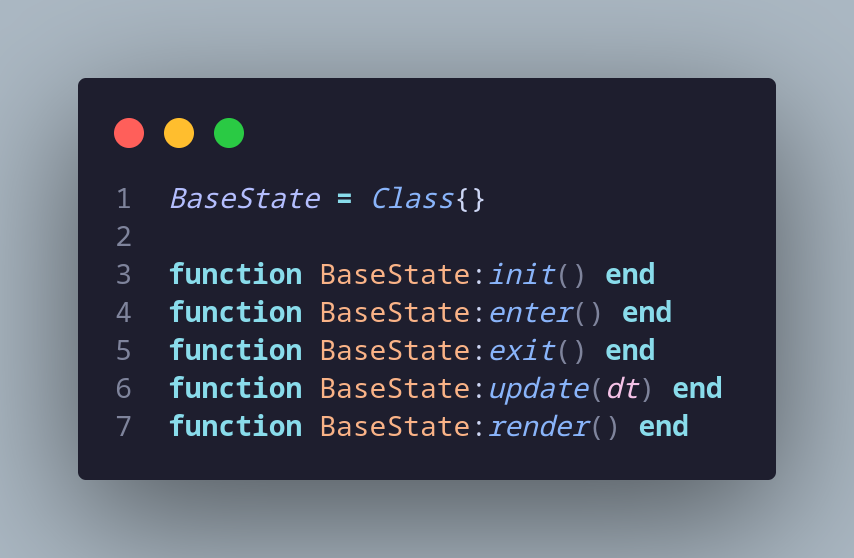 1 BaseState = Class{}
2
3 function BaseState:init() end
4 function BaseState:enter() end
5 function BaseState:exit() end
6 function BaseState:update(dt) end
7 function BaseState:render() end